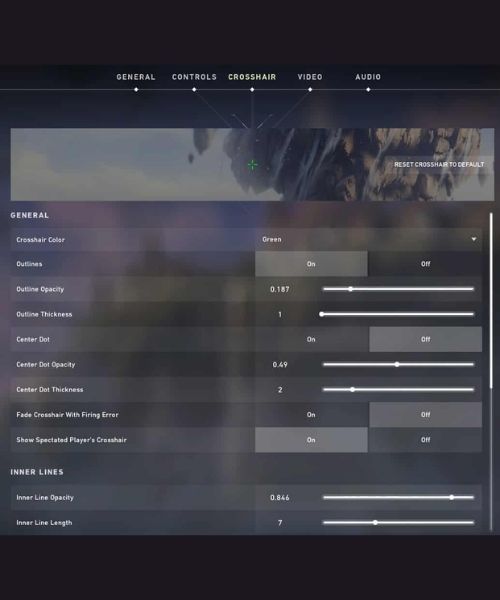 GENERAL CONTROLS CROSSHAIR VIDEO AUDIO
RESET CROSSHAIR TO DEFAULT
GENERAL
Crosshair Color Green
Outlines On Off
Outline Opacity 0.187
Outline Thickness 1
Center Dot On Off
Center Dot Opacity 0.49
Center Dot Thickness 2
Fade Crosshair With Firing Error On Off
Show Spectated Player's Crosshair On Off
INNER LINES
Inner Line Opacity 0.846
Inner Line Length 7